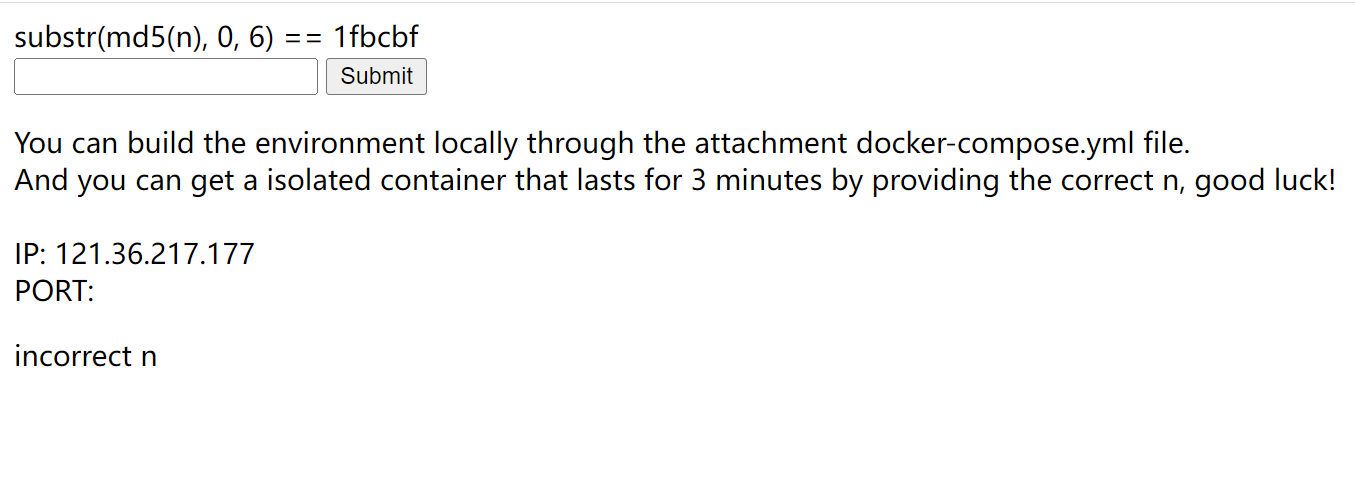 substr(md5(n), 0, 6) == 1fbcbf
Submit
You can build the environment locally through the attachment docker-compose.yml file.
And you can get a isolated container that lasts for 3 minutes by providing the correct n, good luck!
IP: 121.36.217.177
PORT:
incorrect n